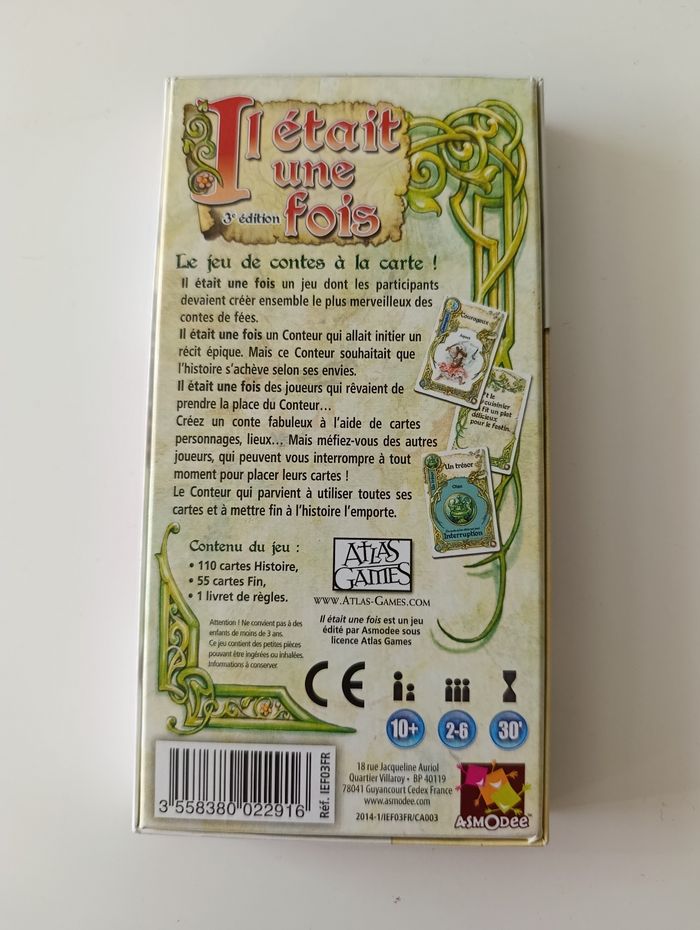 Il était
une
3e édition fois
Le jeu de contes à la carte !
Il était une fois un jeu dont les participants
devaient créèr ensemble le plus merveilleux des
contes de fées.
Il était une fois un Conteur qui allait initier un
récit épique. Mais ce Conteur souhaitait que
l'histoire s'achève selon ses envies.
Il était une fois des joueurs qui rêvaient de
prendre la place du Conteur…
Créez un conte fabuleux à l'aide de cartes
personnages, lieux… Mais méfiez-vous des autres
joueurs, qui peuvent vous interrompre à tout
moment pour placer leurs cartes !
Le Conteur qui parvient à utiliser toutes ses
cartes et à mettre fin à l'histoire l'emporte.
Courageux
Aspect
t le
cuisinier
fit un plat
délicieux
pour le festin.
Un trésor
Objet
Interruption
Contenu du jeu :
• 110 cartes Histoire,
• 55 cartes Fin,
• 1 livret de règles.
Atlas
Games
www.Atlas-Games.com
Attention ! Ne convient pas à des
enfants de moins de 3 ans.
Ce jeu contient des petites pièces
pouvant être ingérées ou inhalées.
Informations à conserver.
Il était une fois est un jeu
édité par Asmodee sous
licence Atlas Games
CE
10+ 2-6 30'
3 558380 022916
Réf. IEF03FR
18 rue Jacqueline Auriol
Quartier Villaroy • BP 40119
78041 Guyancourt Cedex France
www.asmodee.com
2014-1/IEF03FR/CA003
ASMODee